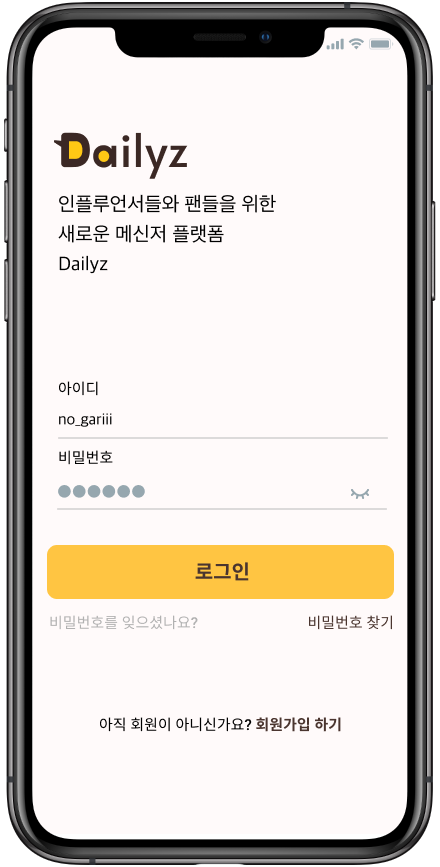 Dailyz
인플루언서들와 팬들을 위한
새로운 메신저 플랫폼
Dailyz
아이디
no_gariii
비밀번호
로그인
비밀번호를 잊으셨나요? 비밀번호 찾기
아직 회원이 아니신가요? 회원가입 하기